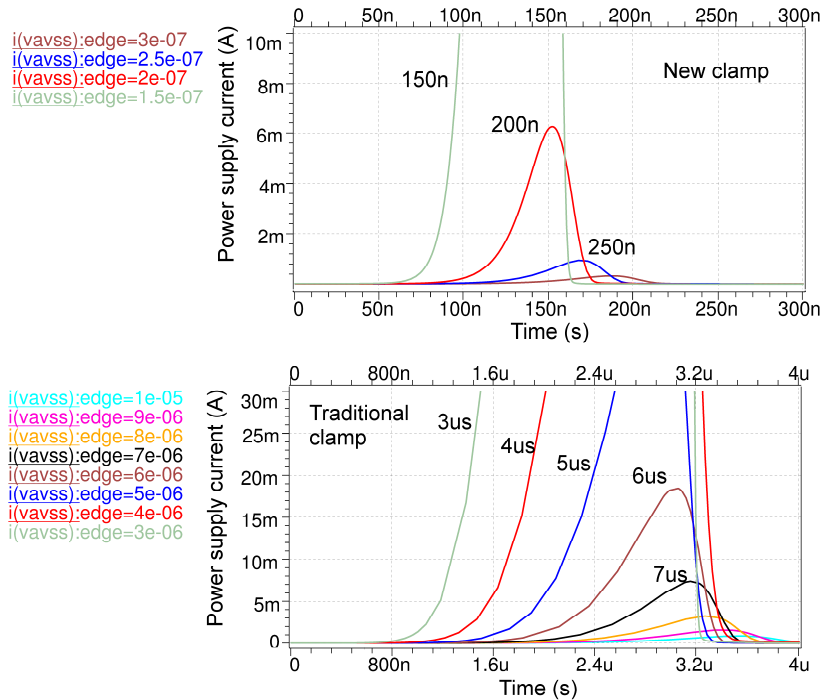 0 50n 100n 150n 200n 250n 300n
i(vavss):edge=3e-07
i(vavss):edge=2.5e-07
i(vavss):edge=2e-07
i(vavss):edge=1.5e-07
Power supply current (A)
10m
8m
6m
4m
2m
150n
New clamp
200n
250n
0 50n 100n 150n 200n 250n 300n
Time (s)
0 800n 1.6u 2.4u 3.2u 4u
i(vavss):edge=1e-05
i(vavss):edge=9e-06
i(vavss):edge=8e-06
i(vavss):edge=7e-06
i(vavss):edge=6e-06
i(vavss):edge=5e-06
i(vavss):edge=4e-06
i(vavss):edge=3e-06
Power supply current (A)
30m
25m
20m
15m
10m
5m
0
Traditional
clamp
3us
4us
5us
6us
7us
0 800n 1.6u 2.4u 3.2u 4u
Time (s)